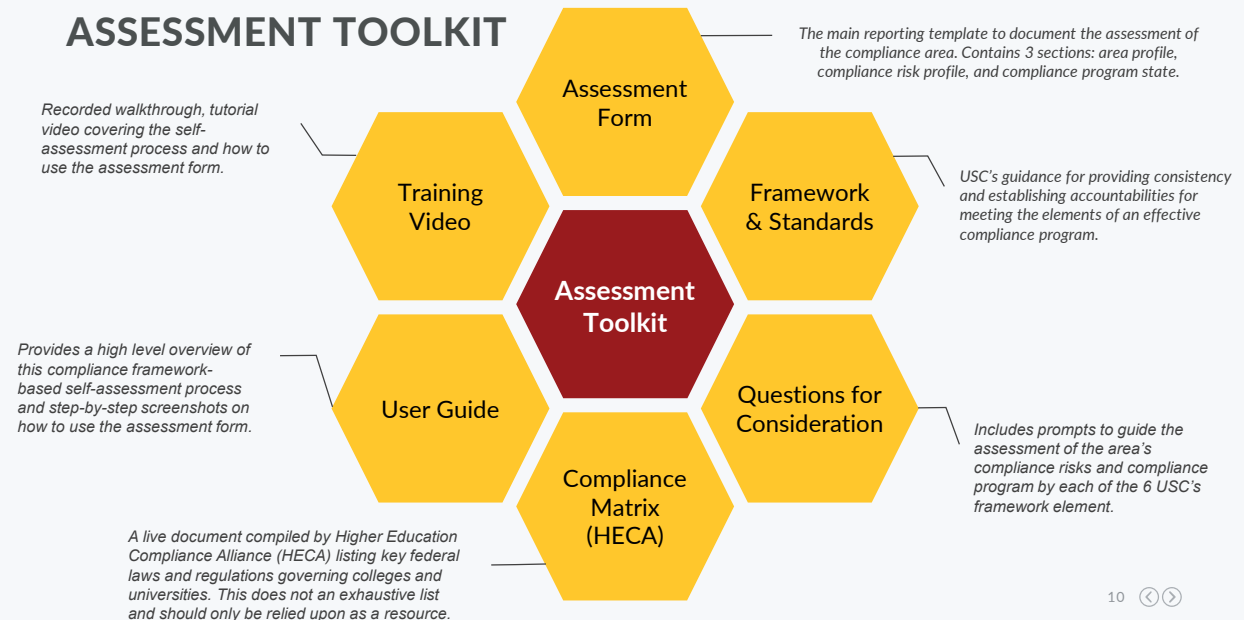 ASSESSMENT TOOLKIT
Assessment
Form
The main reporting template to document the assessment of
the compliance area. Contains 3 sections: area profile,
compliance risk profile, and compliance program state.
Recorded walkthrough, tutorial
video covering the self-
assessment process and how to
use the assessment form.
Training
Video
Framework
& Standards
USC's guidance for providing consistency
and establishing accountabilities for
meeting the elements of an effective
compliance program.
Assessment
Toolkit
Provides a high level overview of
this compliance framework-
based self-assessment process
and step-by-step screenshots on
how to use the assessment form.
User Guide
Questions for
Consideration
Includes prompts to guide the
assessment of the area's
compliance risks and compliance
program by each of the 6 USC's
framework element.
Compliance
Matrix
(HECA)
A live document compiled by Higher Education
Compliance Alliance (HECA) listing key federal
laws and regulations governing colleges and
universities. This does not an exhaustive list
and should only be relied upon as a resource.
10